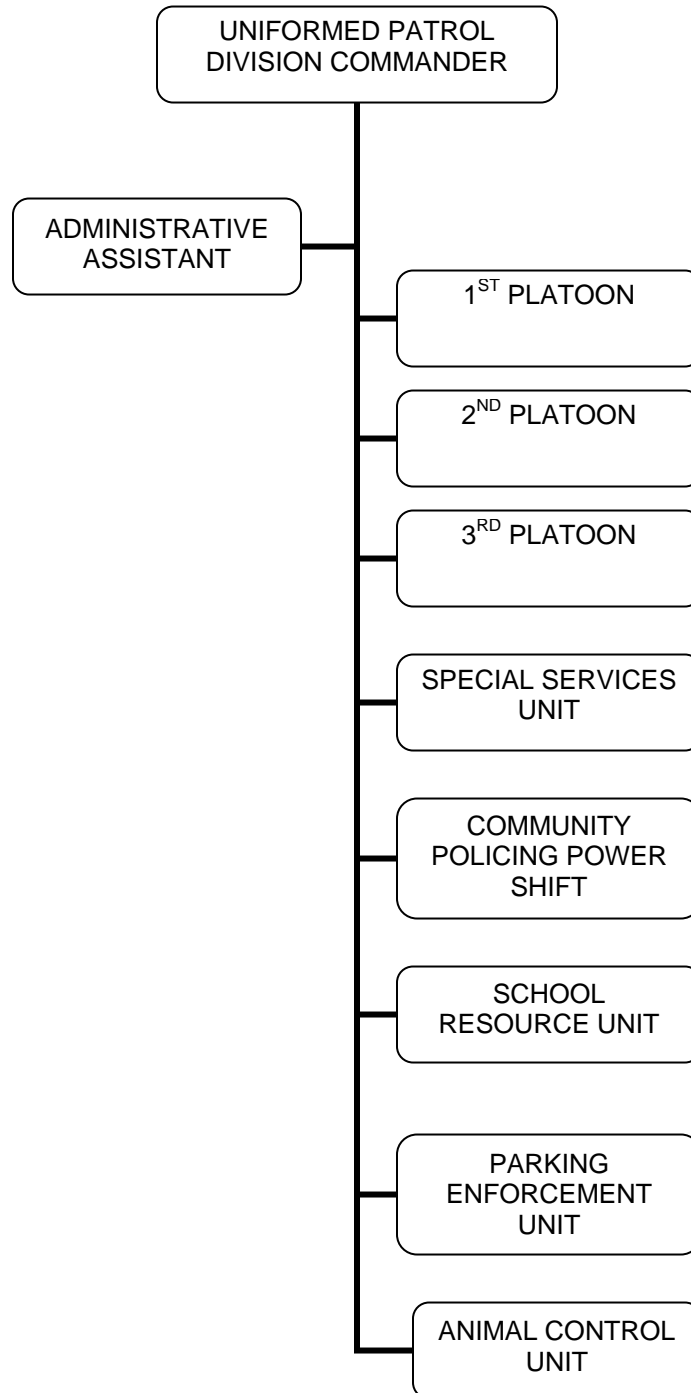 UNIFORMED PATROL
DIVISION COMMANDER
ADMINISTRATIVE
ASSISTANT
1ST PLATOON
2ND PLATOON
3RD PLATOON
SPECIAL SERVICES
UNIT
COMMUNITY
POLICING POWER
SHIFT
SCHOOL
RESOURCE UNIT
PARKING
ENFORCEMENT
UNIT
ANIMAL CONTROL
UNIT